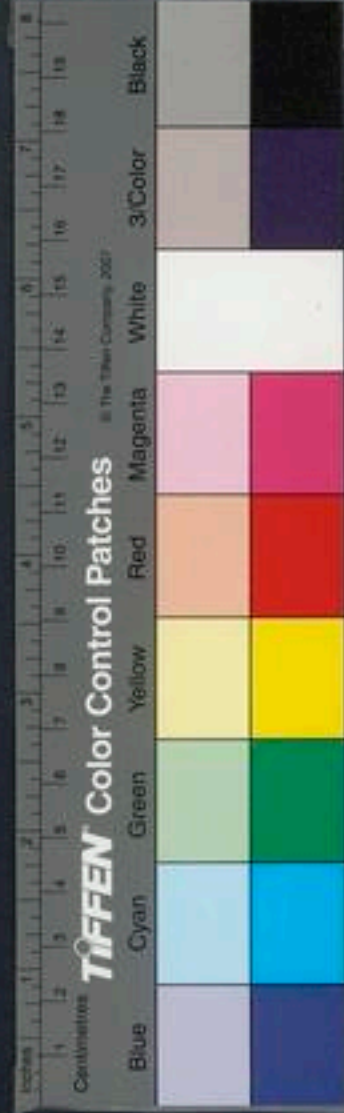 Inches 1 2 3 4 5 6 7 8
1 2 3 4 5 6 7 8 9 10 11 12 13 14 15 16 17 18 19
Centimetres
TIFFEN Color Control Patches
© The Tiffen Company, 2007
Blue Cyan Green Yellow Red Magenta White 3/Color Black